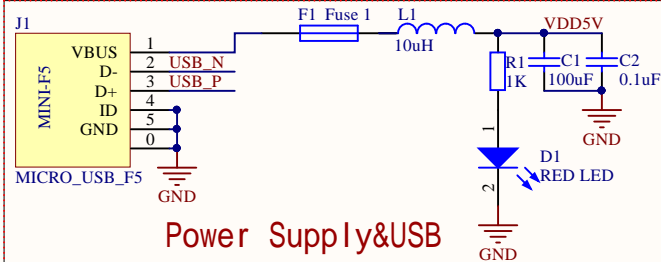 J1
F1 Fuse 1
L1
10uH
VDD5V
MINI-F5
VBUS 1
D- 2 USB_N
D+ 3 USB_P
ID 4
GND 5
0
MICRO_USB_F5
GND
R1
1K
C1
100uF
C2
0.1uF
GND
1
2
D1
RED LED
GND
Power Supply&USB